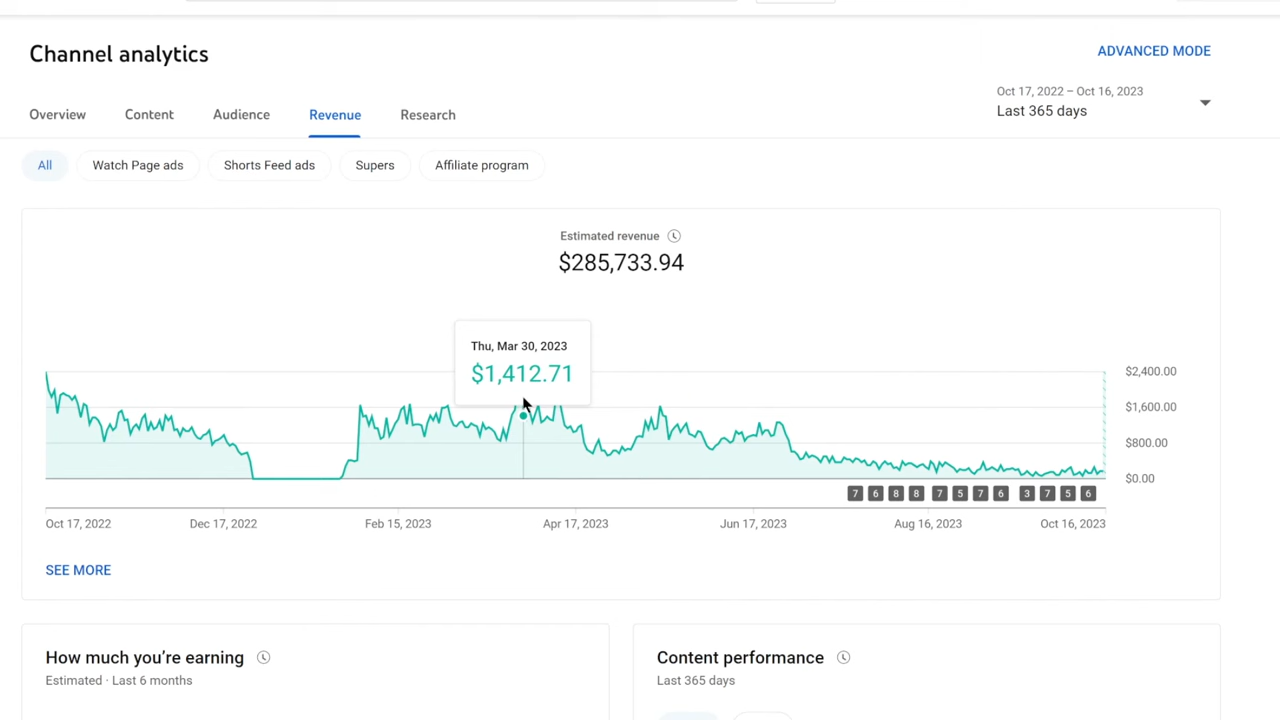 Channel analytics
ADVANCED MODE
Oct 17, 2022 – Oct 16, 2023
Last 365 days
Overview Content Audience Revenue Research
All Watch Page ads Shorts Feed ads Supers Affiliate program
Estimated revenue
$285,733.94
Thu, Mar 30, 2023
$1,412.71
$2,400.00
$1,600.00
$800.00
$0.00
7 6 8 8 7 5 7 6 3 7 5 6
Oct 17, 2022 Dec 17, 2022 Feb 15, 2023 Apr 17, 2023 Jun 17, 2023 Aug 16, 2023 Oct 16, 2023
SEE MORE
How much you’re earning
Estimated · Last 6 months
Content performance
Last 365 days